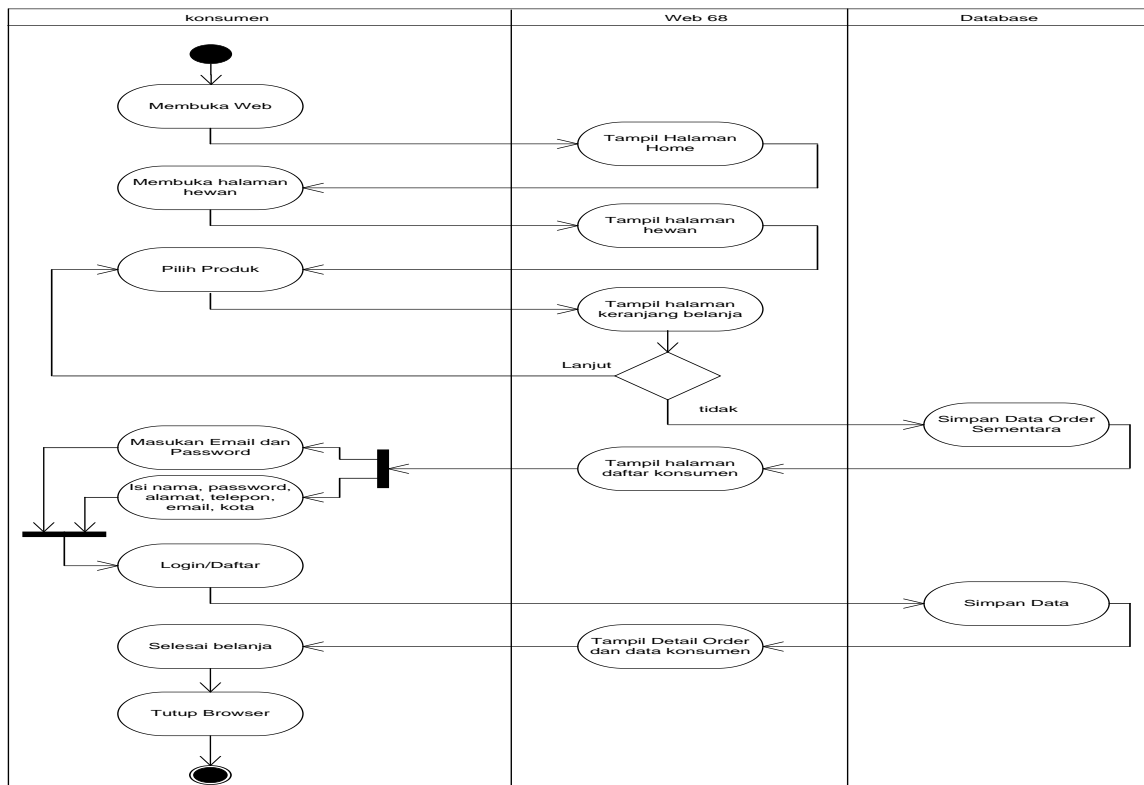 konsumen
Web 68
Database
Membuka Web
Tampil Halaman
Home
Membuka halaman
hewan
Tampil halaman
hewan
Pilih Produk
Tampil halaman
keranjang belanja
Lanjut
tidak
Simpan Data Order
Sementara
Masukan Email dan
Password
Tampil halaman
daftar konsumen
Isi nama, password,
alamat, telepon,
email, kota
Login/Daftar
Simpan Data
Selesai belanja
Tampil Detail Order
dan data konsumen
Tutup Browser